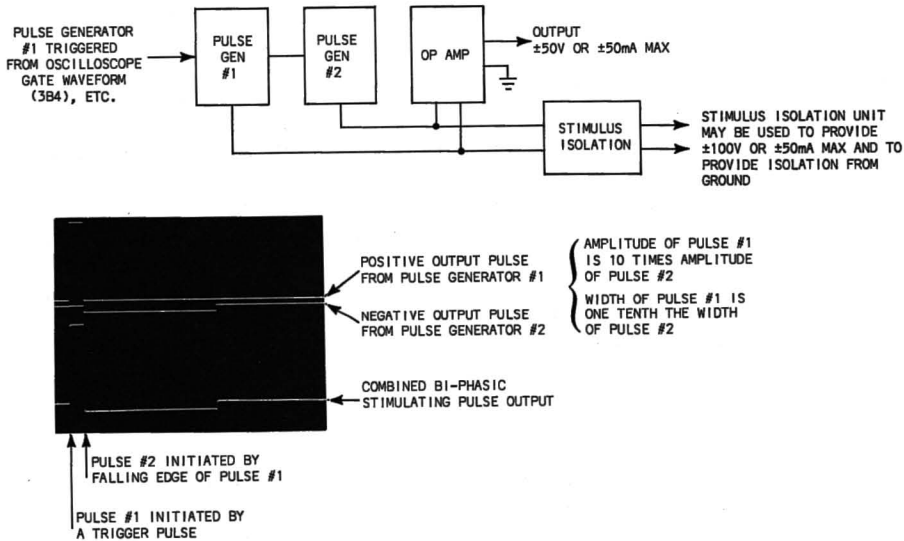 PULSE GENERATOR
#1 TRIGGERED
FROM OSCILLOSCOPE
GATE WAVEFORM
(3B4), ETC.
PULSE
GEN
#1
PULSE
GEN
#2
OP AMP
OUTPUT
±50V OR ±50mA MAX
STIMULUS
ISOLATION
STIMULUS ISOLATION UNIT
MAY BE USED TO PROVIDE
±100V OR ±50mA MAX AND TO
PROVIDE ISOLATION FROM
GROUND
POSITIVE OUTPUT PULSE
FROM PULSE GENERATOR #1
NEGATIVE OUTPUT PULSE
FROM PULSE GENERATOR #2
AMPLITUDE OF PULSE #1
IS 10 TIMES AMPLITUDE
OF PULSE #2
WIDTH OF PULSE #1 IS
ONE TENTH THE WIDTH
OF PULSE #2
COMBINED BI-PHASIC
STIMULATING PULSE OUTPUT
PULSE #2 INITIATED BY
FALLING EDGE OF PULSE #1
PULSE #1 INITIATED BY
A TRIGGER PULSE